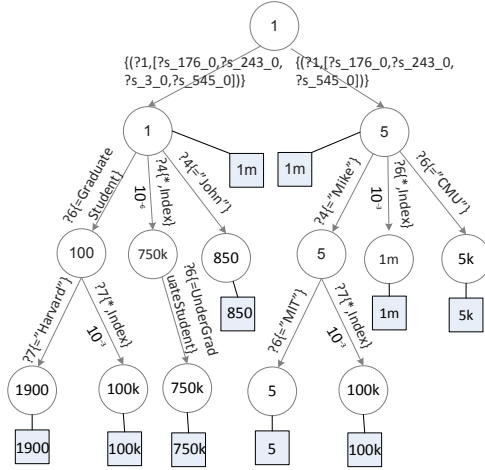 1
{(?1,[?s_176_0,?s_243_0,
?s_3_0,?s_545_0])}
{(?1,[?s_176_0,?s_243_0,
?s_545_0])}
1
1m
1m
5
?6{=Graduate
Student}
?4{*,Index}
10⁻⁶
?4{="John"}
?4{="Mike"}
?6{*,Index}
10⁻³
?6{="CMU"}
100
750k
850
5
1m
5k
850
1m
5k
?7{="Harvard"}
?7{*,Index}
10⁻³
?6{=UnderGrad
uateStudent}
?6{="MIT"}
?7{*,Index}
10⁻³
1900
100k
750k
5
100k
1900
100k
750k
5
100k